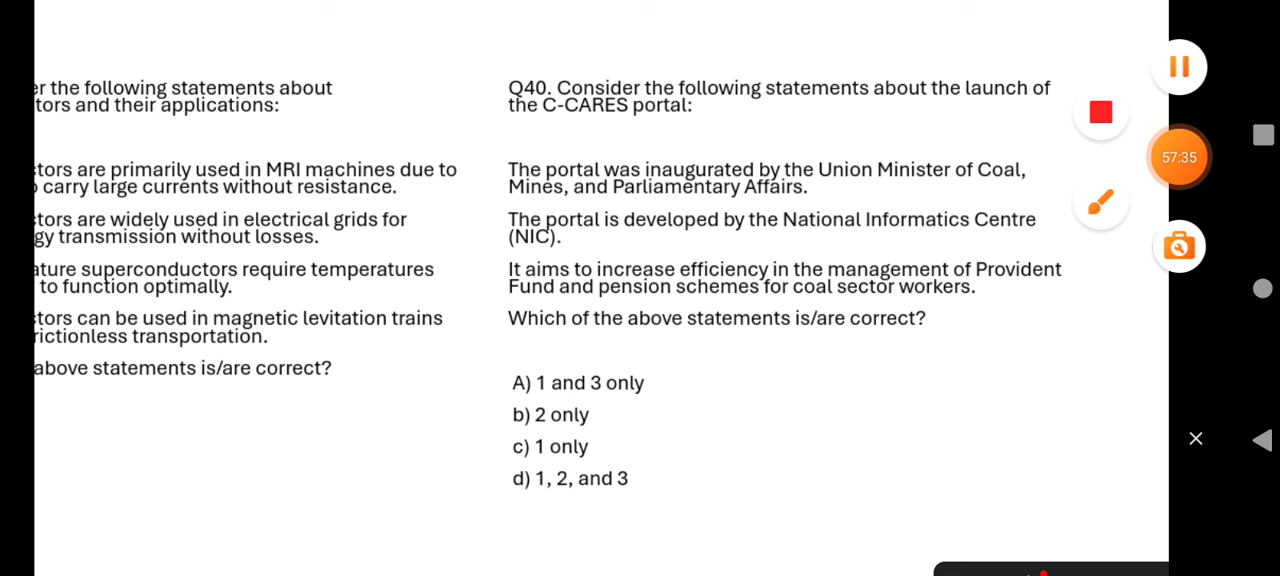 er the following statements about
tors and their applications:
ctors are primarily used in MRI machines due to
carry large currents without resistance.
ctors are widely used in electrical grids for
gy transmission without losses.
ature superconductors require temperatures
to function optimally.
ctors can be used in magnetic levitation trains
rictionless transportation.
above statements is/are correct?
Q40. Consider the following statements about the launch of
the C-CARES portal:
The portal was inaugurated by the Union Minister of Coal,
Mines, and Parliamentary Affairs.
The portal is developed by the National Informatics Centre
(NIC).
It aims to increase efficiency in the management of Provident
Fund and pension schemes for coal sector workers.
Which of the above statements is/are correct?
A) 1 and 3 only
b) 2 only
c) 1 only
d) 1, 2, and 3
57:35